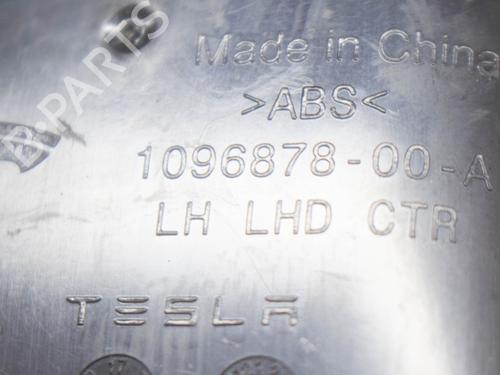 Made in China
>ABS<
1096878-00-A
LH LHD CTR
TESLA
B-PARTS